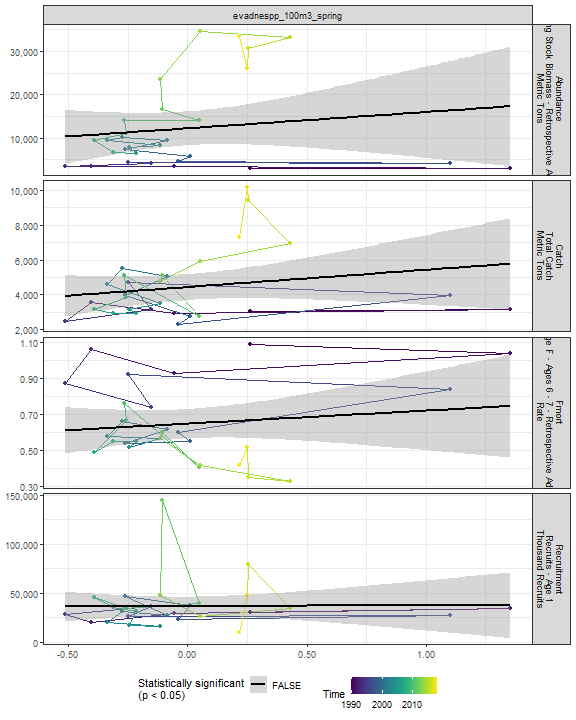 evadnespp_100m3_spring
30,000
20,000
10,000
Abundance
ng Stock Biomass - Retrospective A
Metric Tons
10,000
8,000
6,000
4,000
2,000
Catch
Total Catch
Metric Tons
1.10
0.90
0.70
0.50
0.30
Fmort
ge F - Ages 6 - 7 - Retrospective Ad
Rate
150,000
100,000
50,000
0
Recruitment
Recruits - Age 1
Thousand Recruits
-0.50
0.00
0.50
1.00
Statistically significant
(p < 0.05)
FALSE
Time
1990 2000 2010